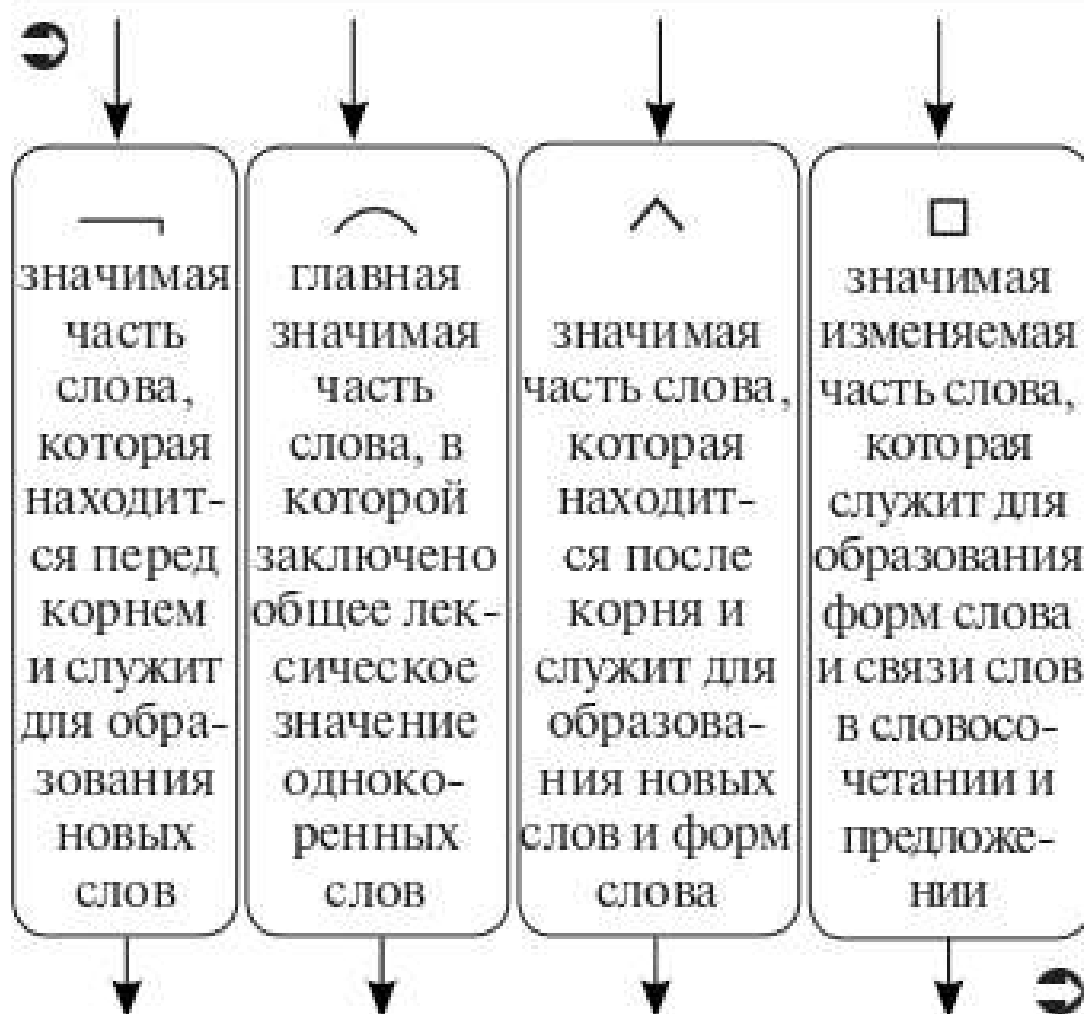 значимая
часть
слова,
которая
находит-
ся перед
корнем
и служит
для обра-
зования
новых
слов
главная
значимая
часть
слова, в
которой
заключено
общее лек-
сическое
значение
одноко-
ренных
слов
значимая
часть слова,
которая
находит-
ся после
корня и
служит для
образова-
ния новых
слов и форм
слова
значимая
изменяемая
часть слова,
которая
служит для
образования
форм слова
и связи слов
в словосо-
четании и
предложе-
нии